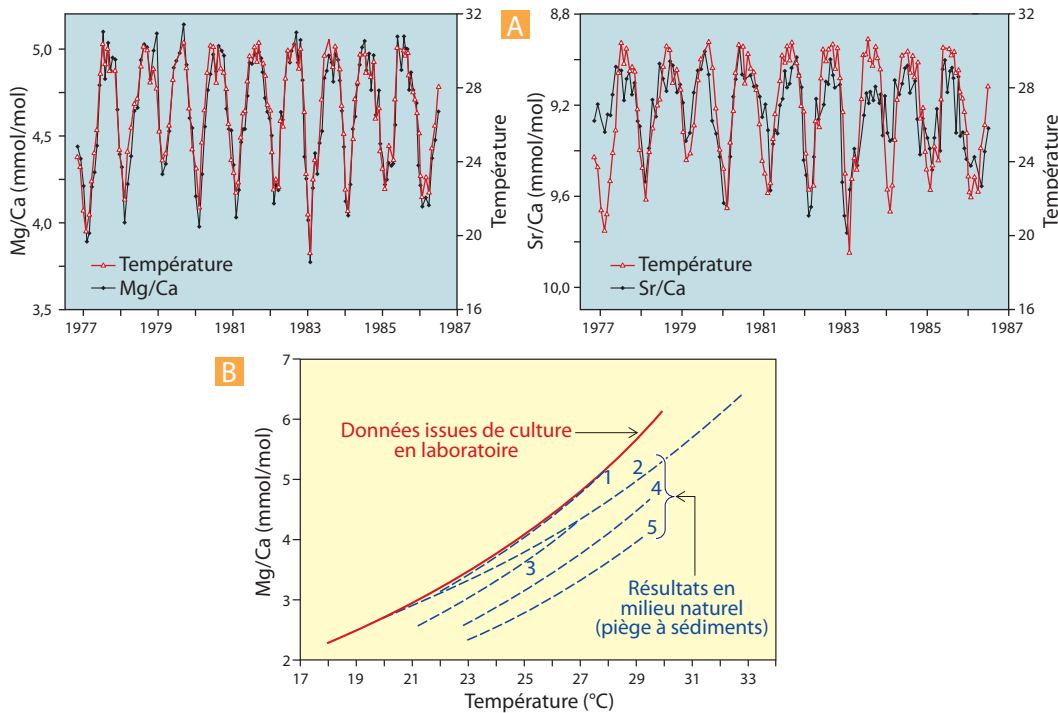 A
Mg/Ca (mmol/mol)
5,0
4,5
4,0
3,5
32
28
24
20
16
Température
Température
Mg/Ca
1977 1979 1981 1983 1985 1987
Sr/Ca (mmol/mol)
8,8
9,2
9,6
10,0
32
28
24
20
16
Température
Température
Sr/Ca
1977 1979 1981 1983 1985 1987
B
Mg/Ca (mmol/mol)
7
6
5
4
3
2
Données issues de culture
en laboratoire
1
2
3
4
5
Résultats en
milieu naturel
(piège à sédiments)
17 19 21 23 25 27 29 31 33
Température (°C)